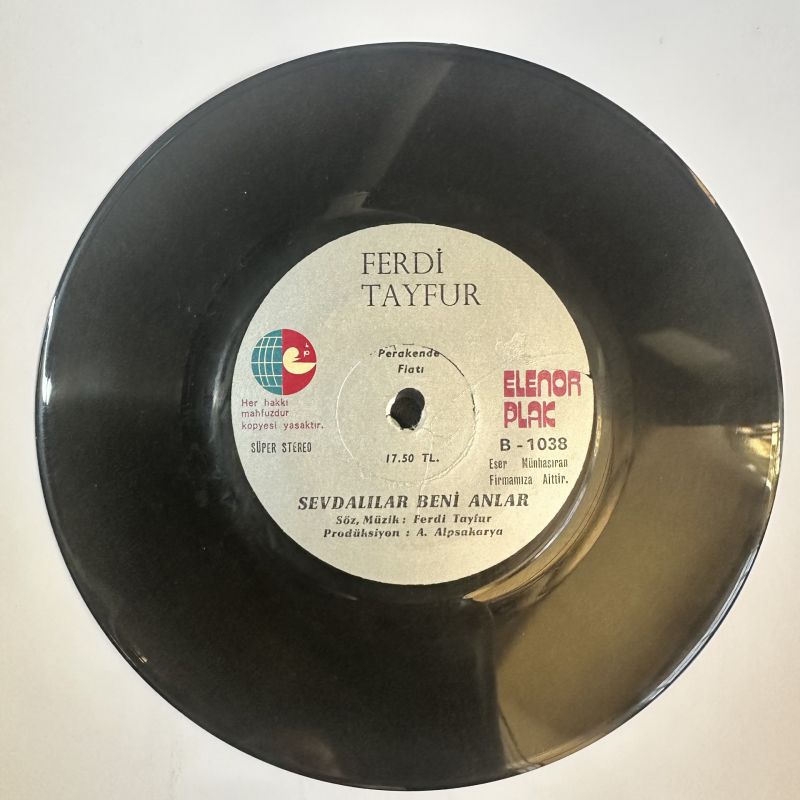 FERDİ
TAYFUR
Perakende
Fiatı
17.50 TL.
Her hakkı
mahfuzdur
kopyesi yasaktır.
SÜPER STEREO
ELENOR
PLAK
B - 1038
Eser Münhasıran
Firmamıza Aittir.
SEVDALILAR BENİ ANLAR
Söz, Müzik : Ferdi Tayfur
Prodüksiyon : A. Alpsakarya